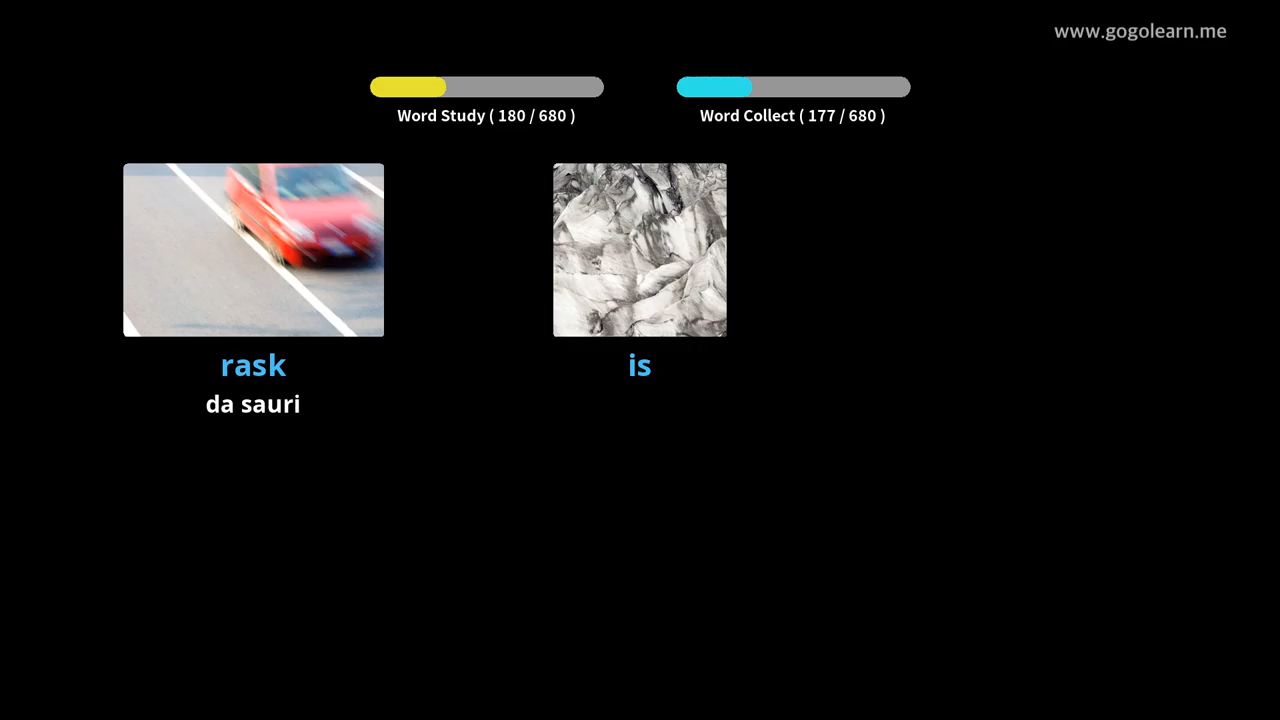 www.gogolearn.me
Word Study ( 180 / 680 )
Word Collect ( 177 / 680 )
rask
da sauri
is